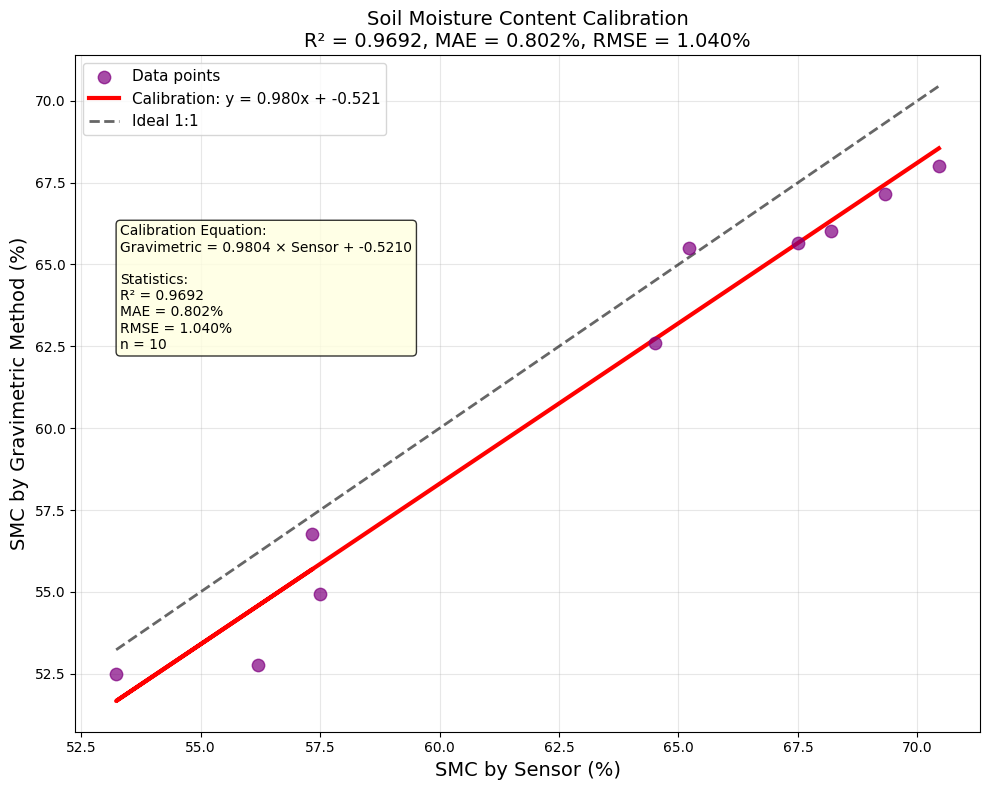 Soil Moisture Content Calibration
R² = 0.9692, MAE = 0.802%, RMSE = 1.040%
Data points
Calibration: y = 0.980x + -0.521
Ideal 1:1
Calibration Equation:
Gravimetric = 0.9804 × Sensor + -0.5210
Statistics:
R² = 0.9692
MAE = 0.802%
RMSE = 1.040%
n = 10
SMC by Gravimetric Method (%)
70.0
67.5
65.0
62.5
60.0
57.5
55.0
52.5
52.5 55.0 57.5 60.0 62.5 65.0 67.5 70.0
SMC by Sensor (%)